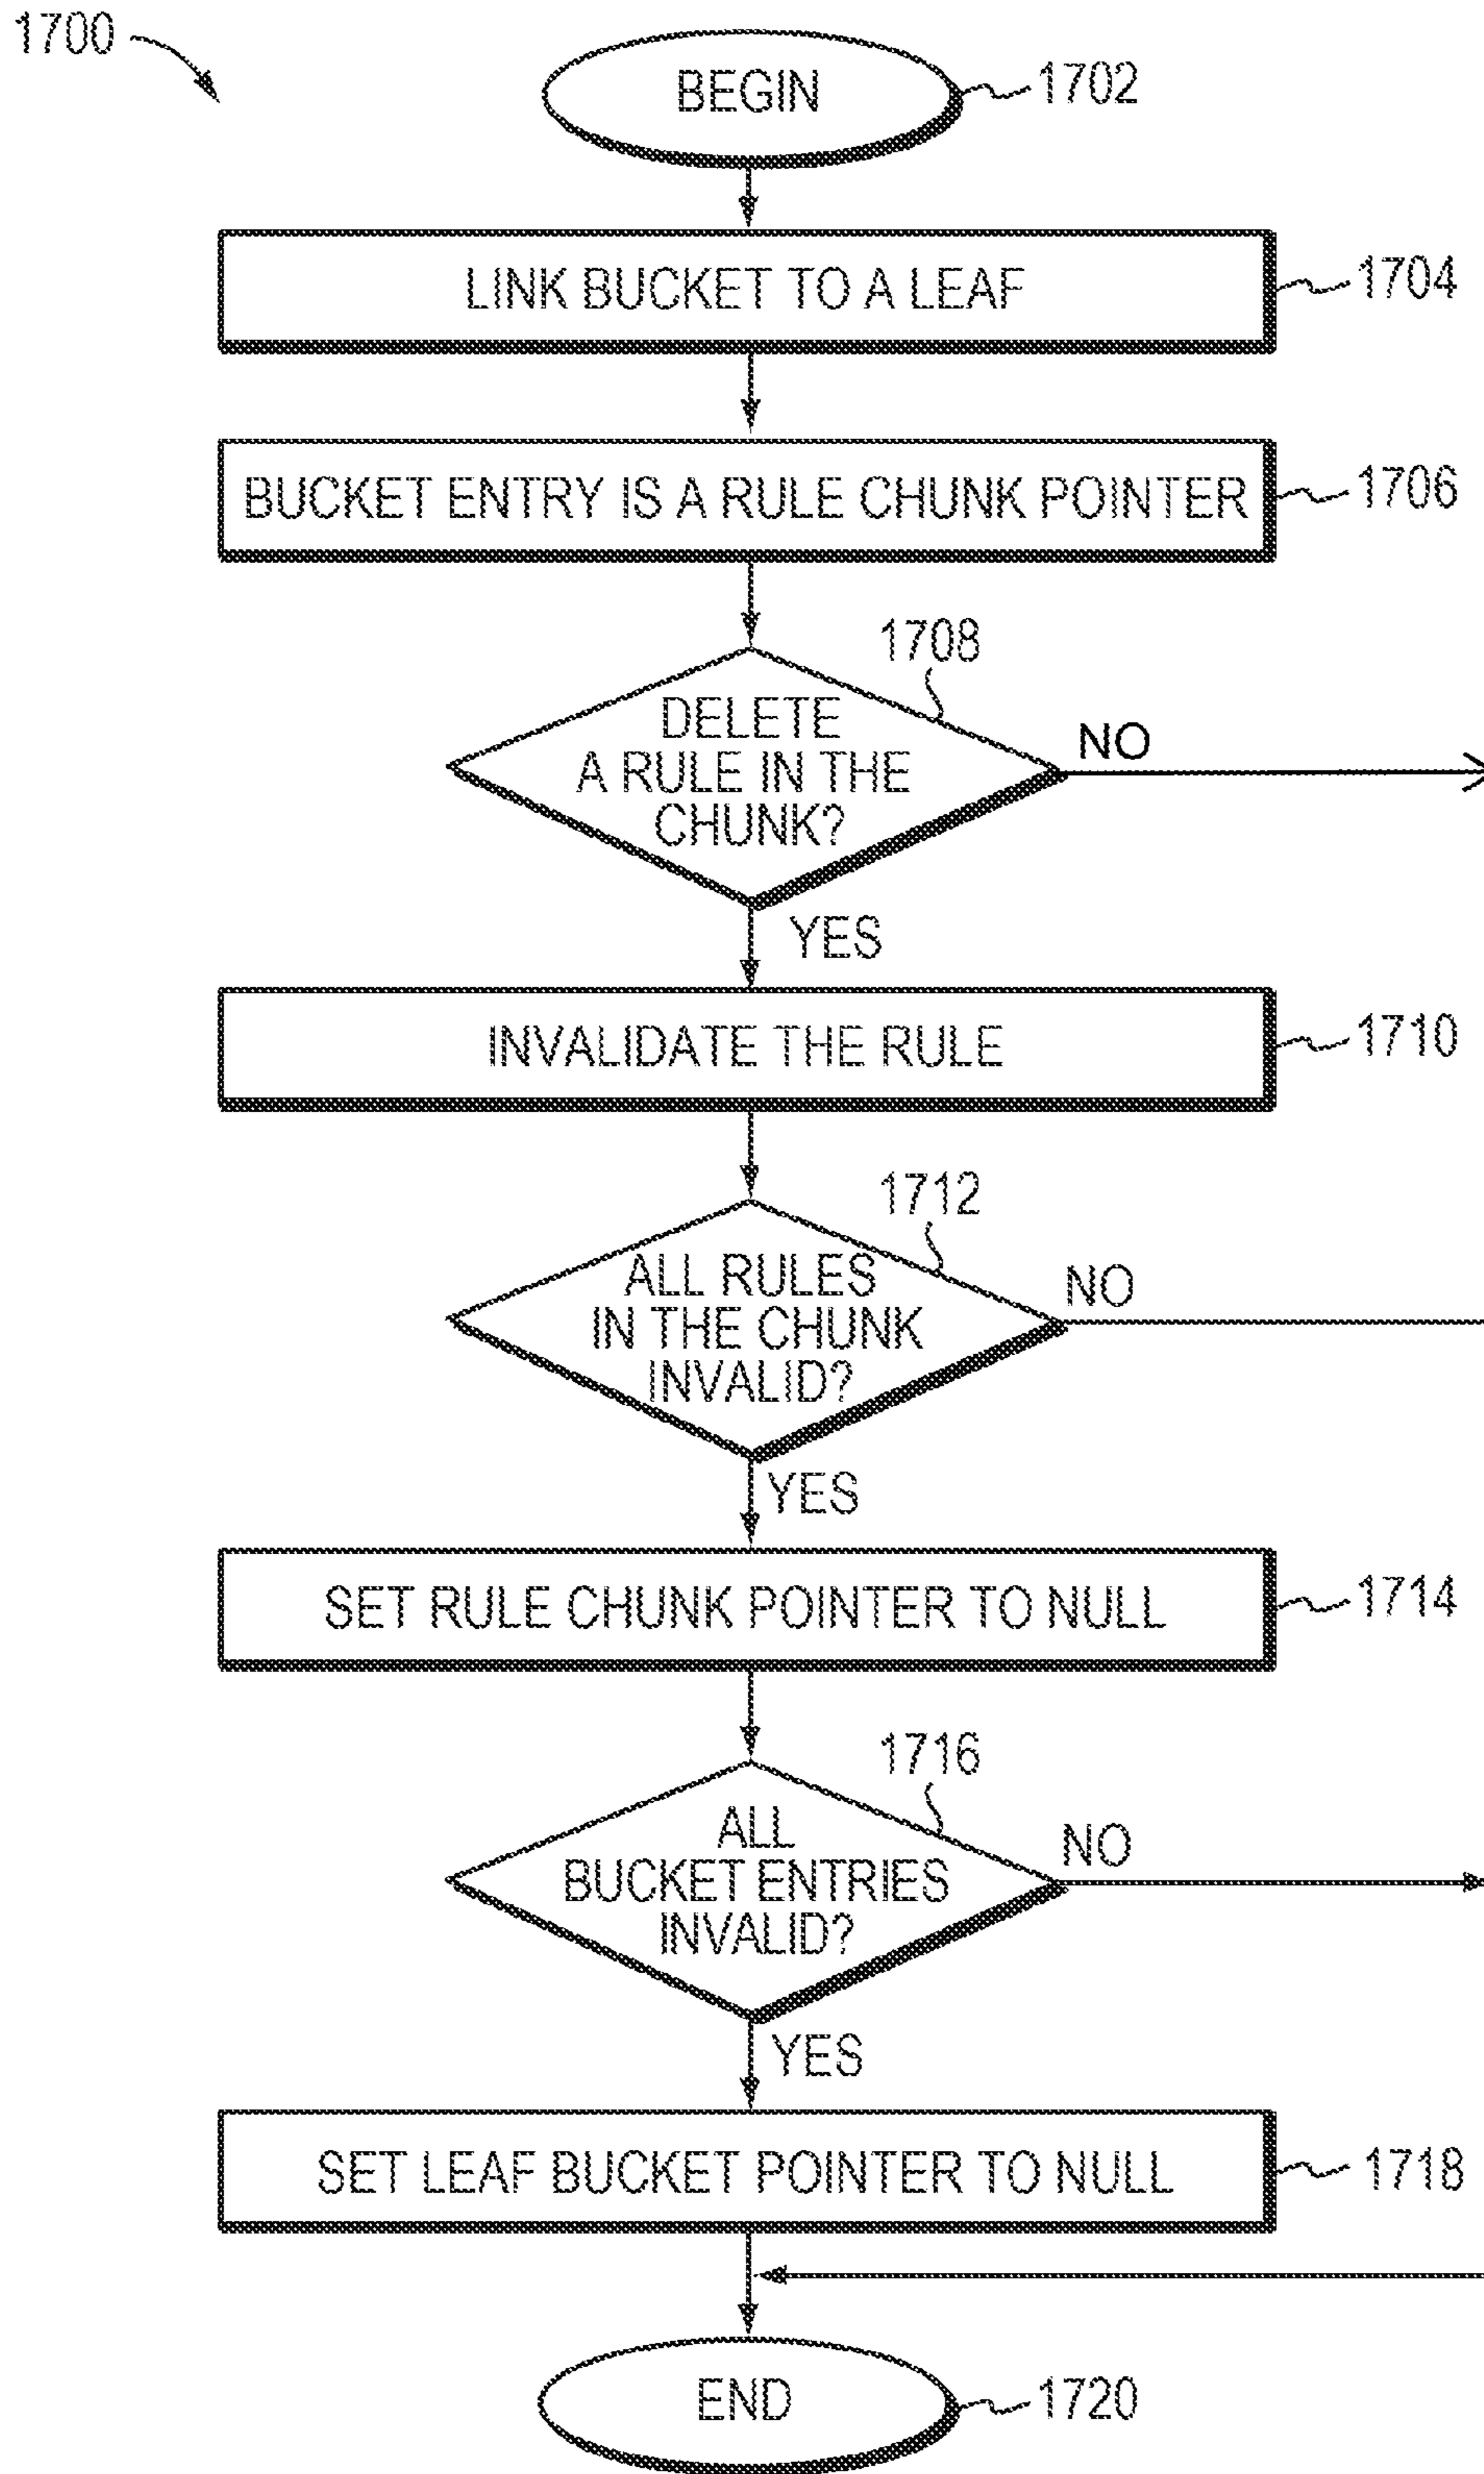 1700
BEGIN
1702
LINK BUCKET TO A LEAF
1704
BUCKET ENTRY IS A RULE CHUNK POINTER
1706
1708
DELETE
A RULE IN THE
CHUNK?
NO
YES
INVALIDATE THE RULE
1710
1712
ALL RULES
IN THE CHUNK
INVALID?
NO
YES
SET RULE CHUNK POINTER TO NULL
1714
1716
ALL
BUCKET ENTRIES
INVALID?
NO
YES
SET LEAF BUCKET POINTER TO NULL
1718
END
1720